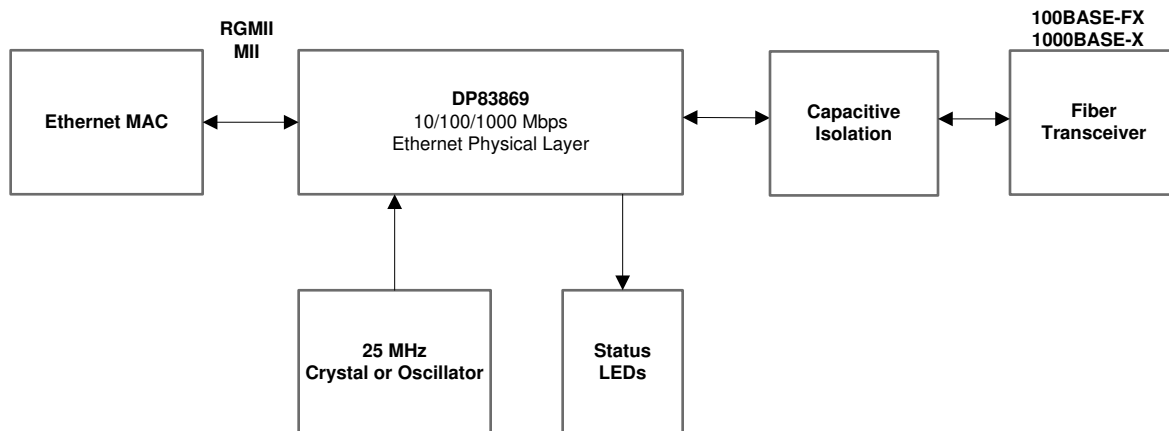 RGMII
MII
100BASE-FX
1000BASE-X
Ethernet MAC
DP83869
10/100/1000 Mbps
Ethernet Physical Layer
Capacitive
Isolation
Fiber
Transceiver
25 MHz
Crystal or Oscillator
Status
LEDs